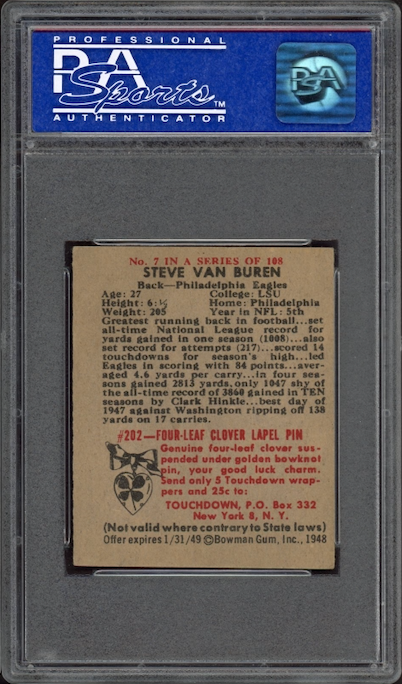 PROFESSIONAL
PSA
Sports™
AUTHENTICATOR
PSA
No. 7 IN A SERIES OF 108
STEVE VAN BUREN
Back—Philadelphia Eagles
Age: 27 College: LSU
Height: 6:½ Home: Philadelphia
Weight: 205 Year in NFL: 5th
Greatest running back in football...set
all-time National League record for
yards gained in one season (1008)...also
set record for attempts (217)...scored 14
touchdowns for season's high...led
Eagles in scoring with 84 points...aver-
aged 4.6 yards per carry...in four sea-
sons gained 2813 yards, only 1047 shy of
the all-time record of 3860 gained in TEN
seasons by Clark Hinkle...best day of
1947 against Washington ripping off 138
yards on 17 carries.
#202—FOUR-LEAF CLOVER LAPEL PIN
Genuine four-leaf clover sus-
pended under golden bowknot
pin, your good luck charm.
Send only 5 Touchdown wrap-
pers and 25c to:
TOUCHDOWN, P.O. Box 332
New York 8, N. Y.
(Not valid where contrary to State laws)
Offer expires 1/31/49 ©Bowman Gum, Inc., 1948